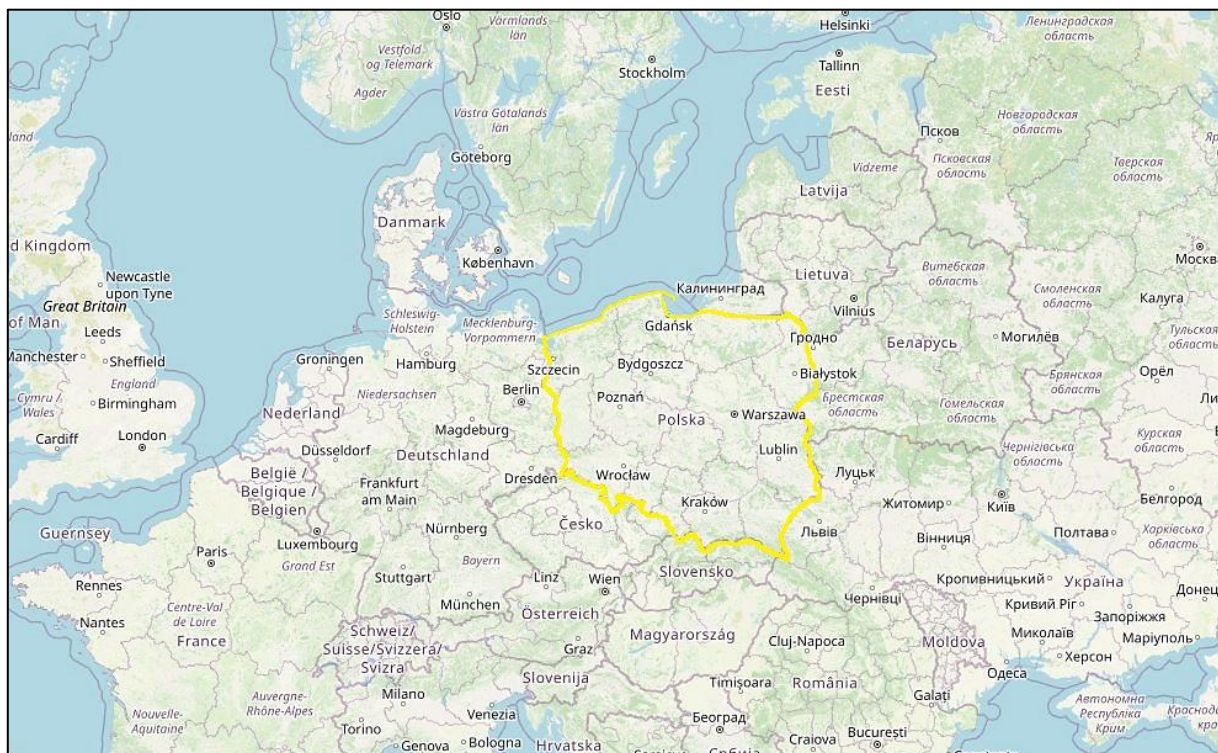 Oslo
Värmlands
län
Helsinki
Ленинградская
область
Vestfold
og Telemark
Stockholm
Tallinn
Eesti
Agder
Västra Götalands
län
Новгородская
область
Псков
Göteborg
Псковская
область
Vidzeme
Тверская
область
Latvija
Danmark
d Kingdom
København
Москва
Lietuva
Витебская
область
Newcastle
upon Tyne
Калининград
Смоленская
область
Great Britain
of Man
Vilnius
Калуга
Schleswig-
Holstein
Mecklenburg-
Vorpommern
Gdańsk
Leeds
Гродно
Могилёв
Тульская
область
Manchester
Sheffield
Groningen
Hamburg
Szczecin
Bydgoszcz
Białystok
Беларусь
Брянская
область
Орёл
England
Cymru /
Wales
Birmingham
Niedersachsen
Berlin
Poznań
Polska
Warszawa
Брестская
область
Гомельская
область
Nederland
Cardiff
London
Magdeburg
Курская
область
Düsseldorf
Deutschland
Lublin
Чернігівська
область
België /
Belgique /
Belgien
Dresden
Wrocław
Луцьк
Frankfurt
am Main
Kraków
Житомир
Київ
Белгород
Guernsey
Česko
Львів
Luxembourg
Nürnberg
Вінниця
Полтава
Харківська
область
Paris
Grand Est
Bayern
Slovensko
Rennes
Stuttgart
Linz
Wien
Кропивницький
Україна
Донец
München
Österreich
Чернівці
Кривий Ріг
Запоріжжя
Nantes
Centre-Val
de Loire
France
Schweiz/
Suisse/Svizzera/
Svizra
Magyarország
Cluj-Napoca
Moldova
Миколаїв
Маріуполь
Graz
Херсон
Slovenija
România
Одеса
Auvergne-
Rhône-Alpes
Milano
Timișoara
Galați
Автономна
Республіка
Крим
Nouvelle-
Aquitaine
Torino
Venezia
Београд
Genova
Bologna
Hrvatska
Craiova
București